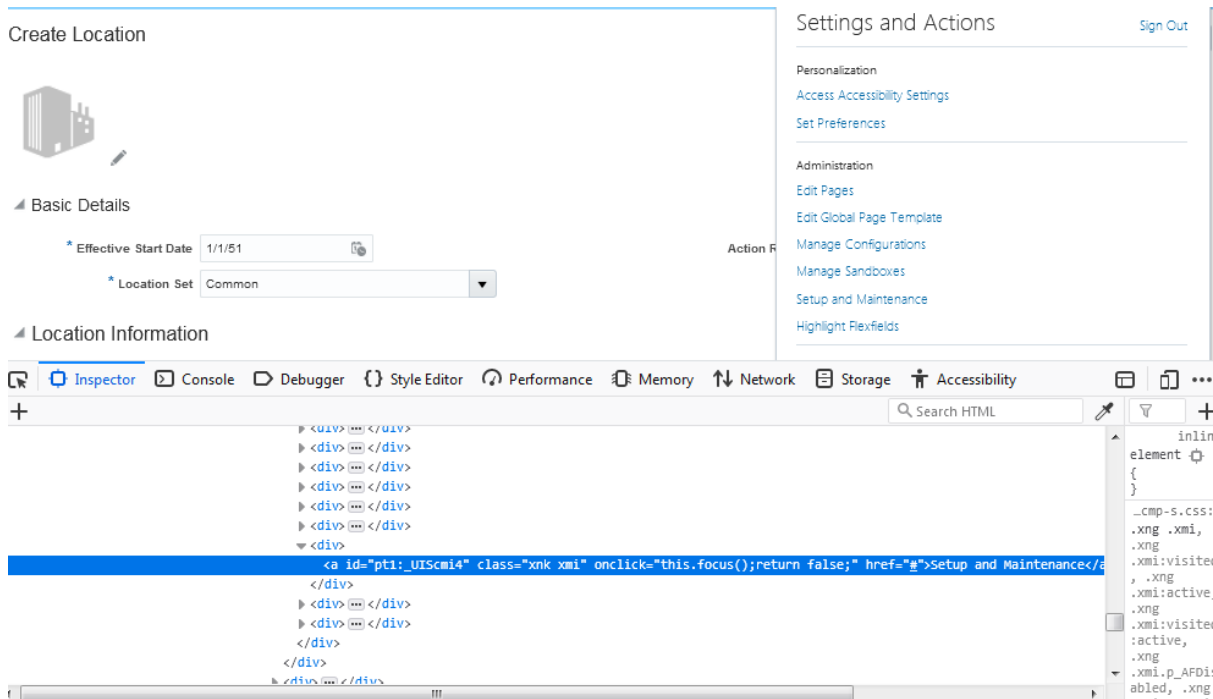 Create Location
Settings and Actions
Sign Out
Personalization
Access Accessibility Settings
Set Preferences
Administration
Edit Pages
Edit Global Page Template
Manage Configurations
Manage Sandboxes
Setup and Maintenance
Highlight Flexfields
Basic Details
* Effective Start Date 1/1/51
Action R
* Location Set Common
Location Information
Inspector Console Debugger {} Style Editor Performance Memory Network Storage Accessibility
+ Search HTML +
<div> ... </div>
<div> ... </div>
<div> ... </div>
<div> ... </div>
<div> ... </div>
<div> ... </div>
<div>
<a id="pt1:_UIScmi4" class="xnk xmi" onclick="this.focus();return false;" href="#">Setup and Maintenance</a
</div>
<div> ... </div>
<div> ... </div>
</div>
</div>
<div> ... </div>
inlin
element
{
}
_cmp-s.css:
.xng .xmi,
.xng
.xmi:visited
, .xng
.xmi:active,
.xng
.xmi:visited
:active,
.xng
.xmi.p_AFDis
abled, .xng